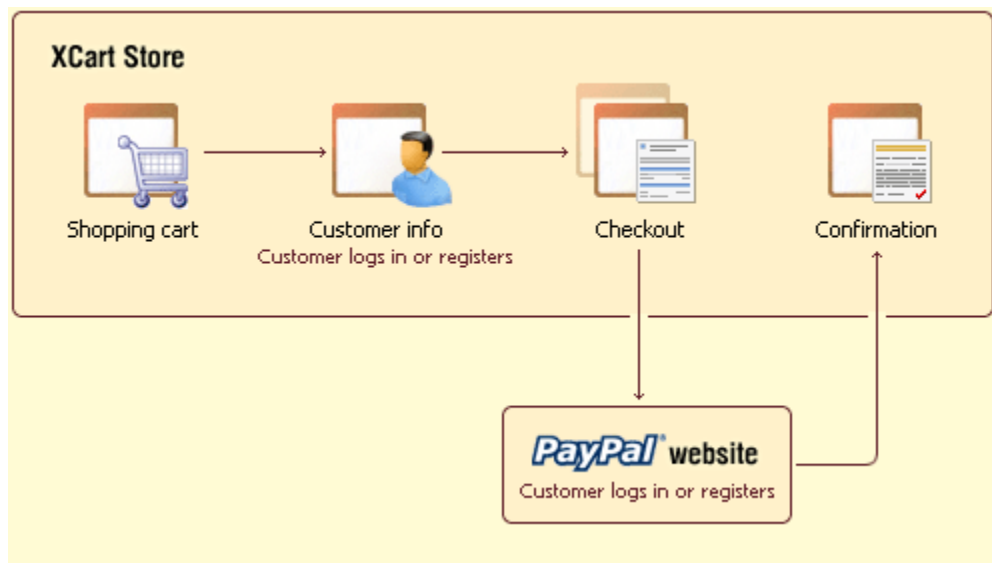 XCart Store
Shopping cart
Customer info
Customer logs in or registers
Checkout
Confirmation
PayPal® website
Customer logs in or registers